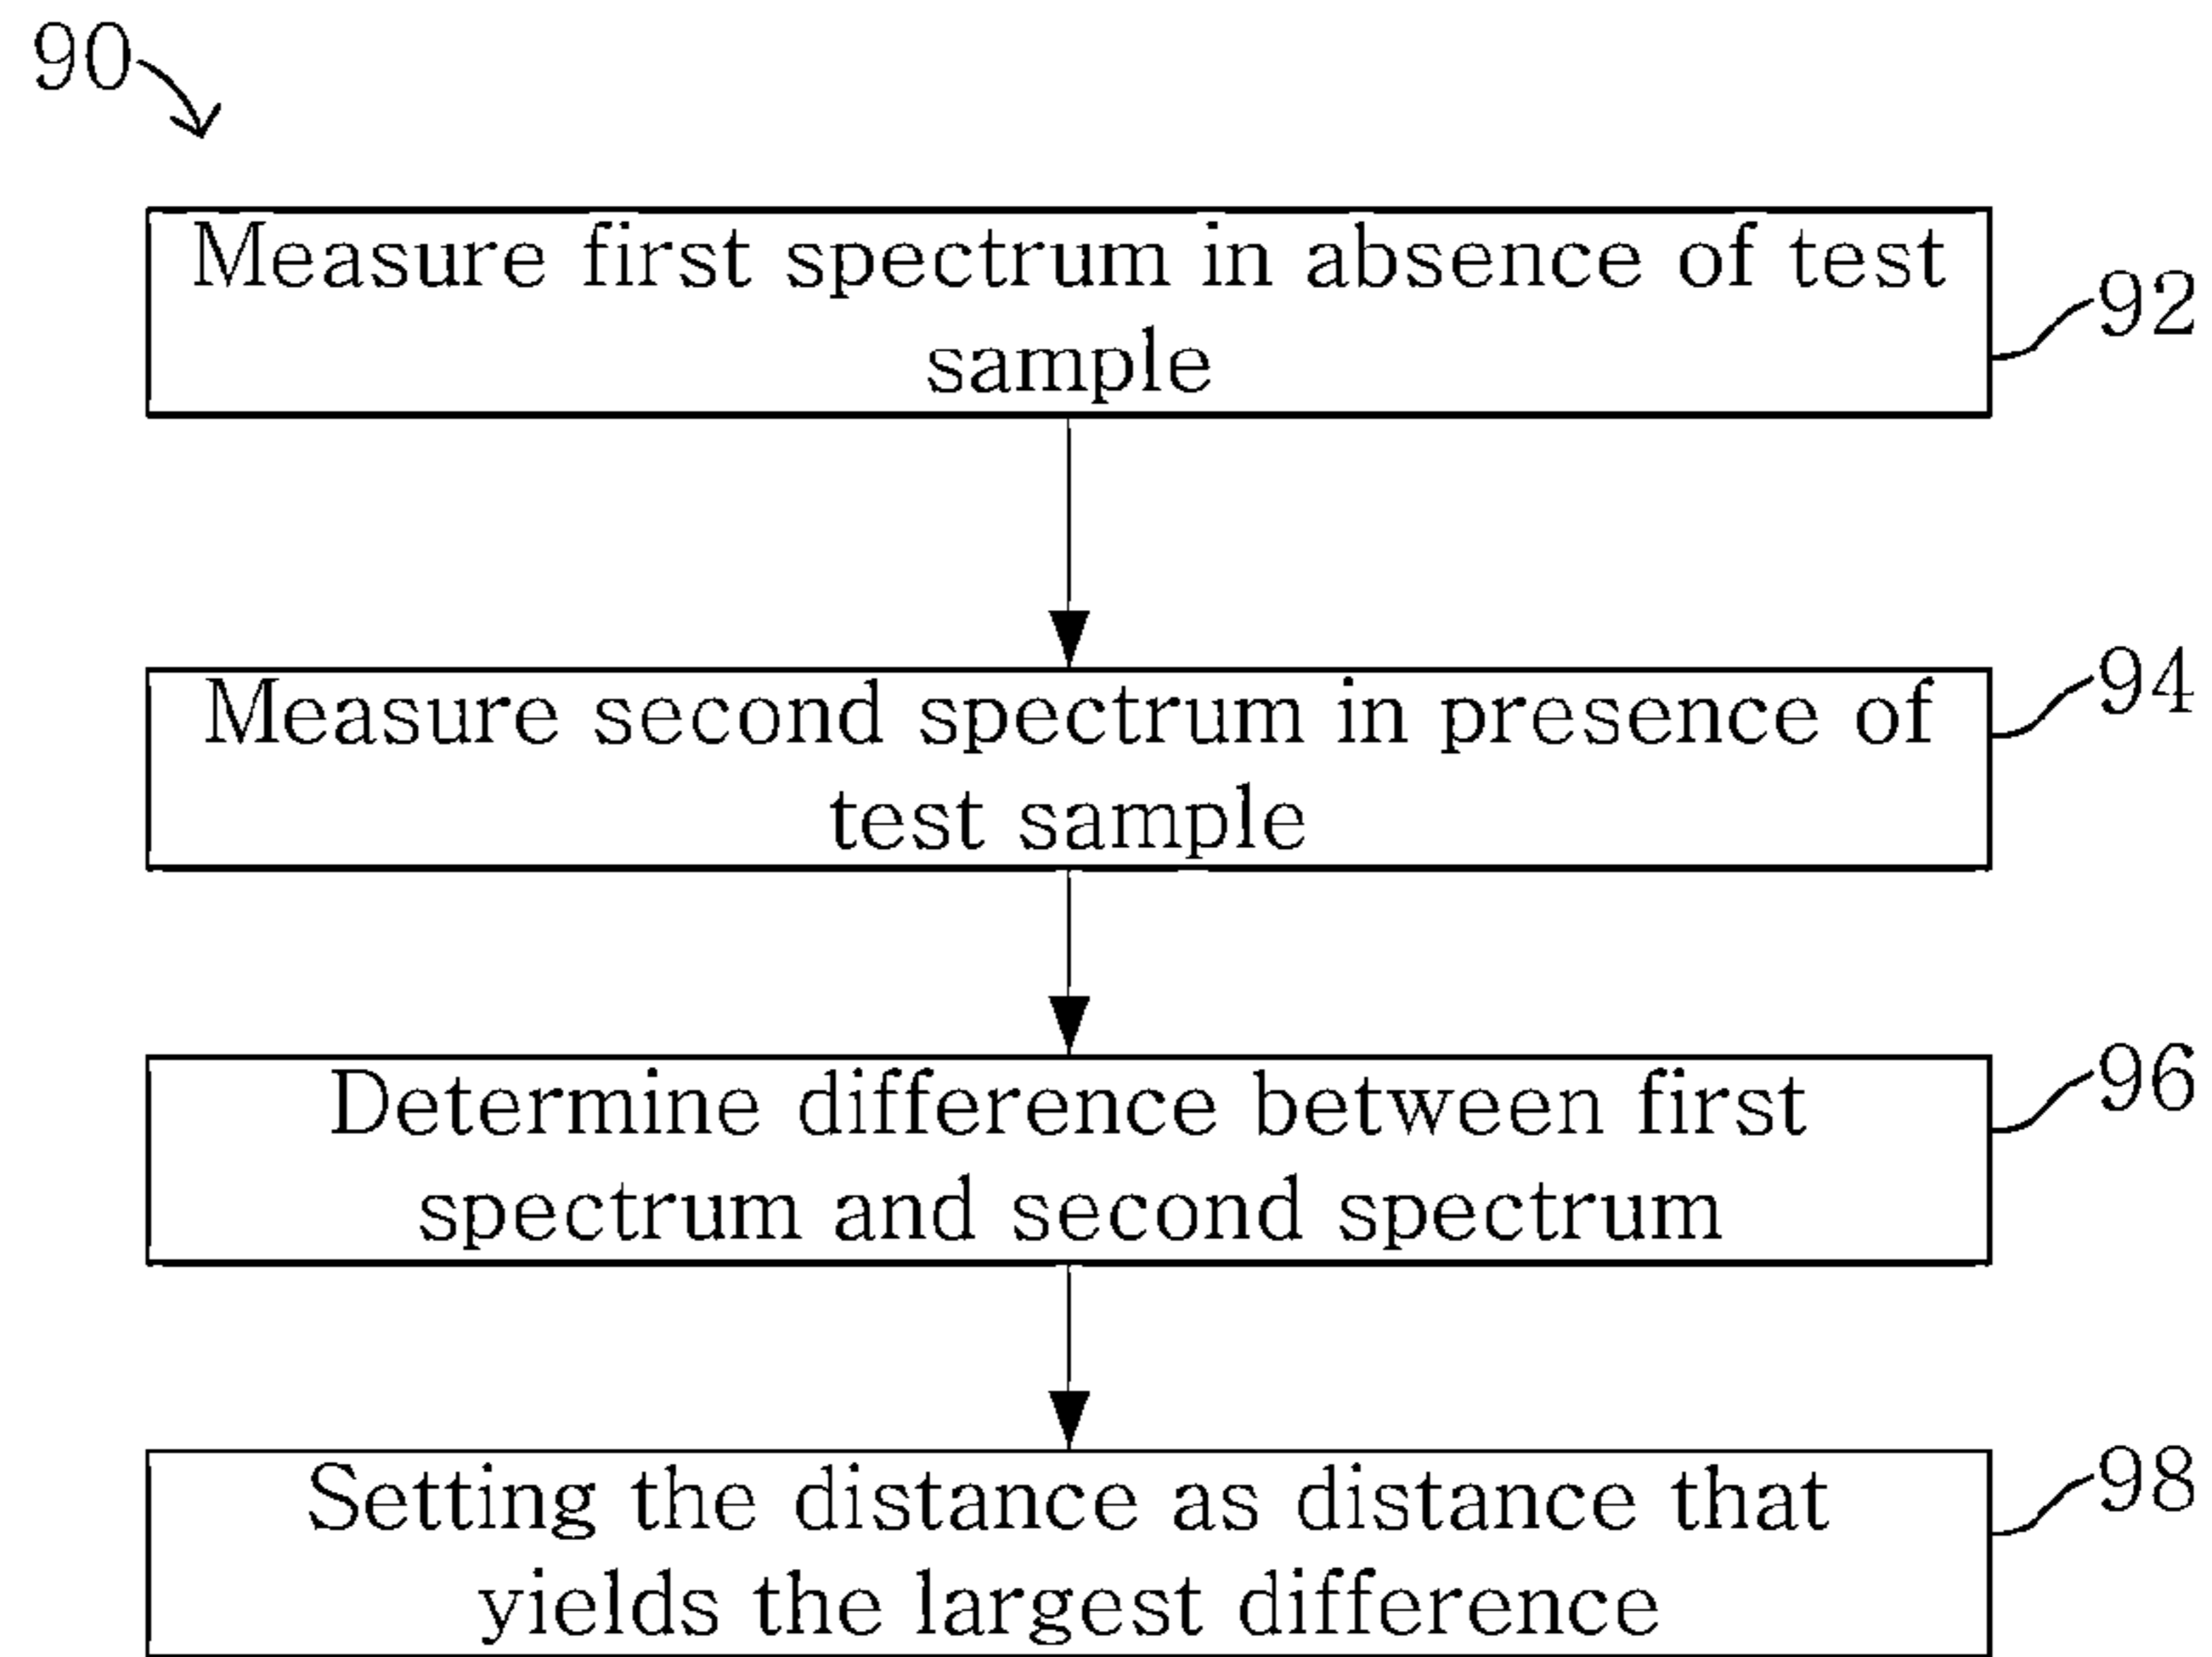 90
Measure first spectrum in absence of test
sample
92
Measure second spectrum in presence of
test sample
94
Determine difference between first
spectrum and second spectrum
96
Setting the distance as distance that
yields the largest difference
98